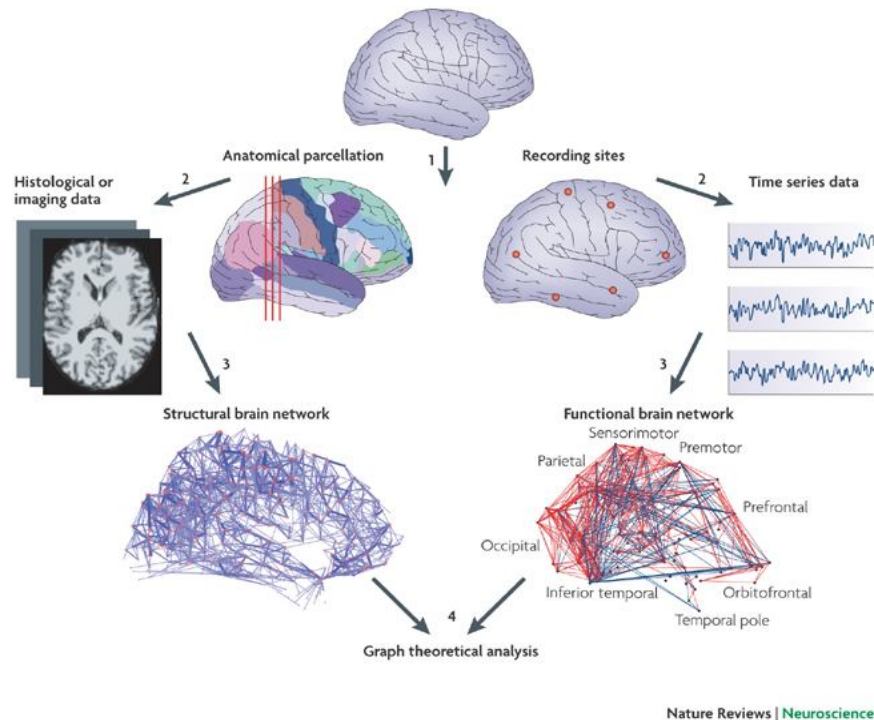 1
Anatomical parcellation
Recording sites
Histological or
imaging data
2
2
Time series data
3
3
Structural brain network
Functional brain network
Sensorimotor
Premotor
Parietal
Prefrontal
Occipital
Inferior temporal
Orbitofrontal
Temporal pole
4
Graph theoretical analysis
Nature Reviews | Neuroscience